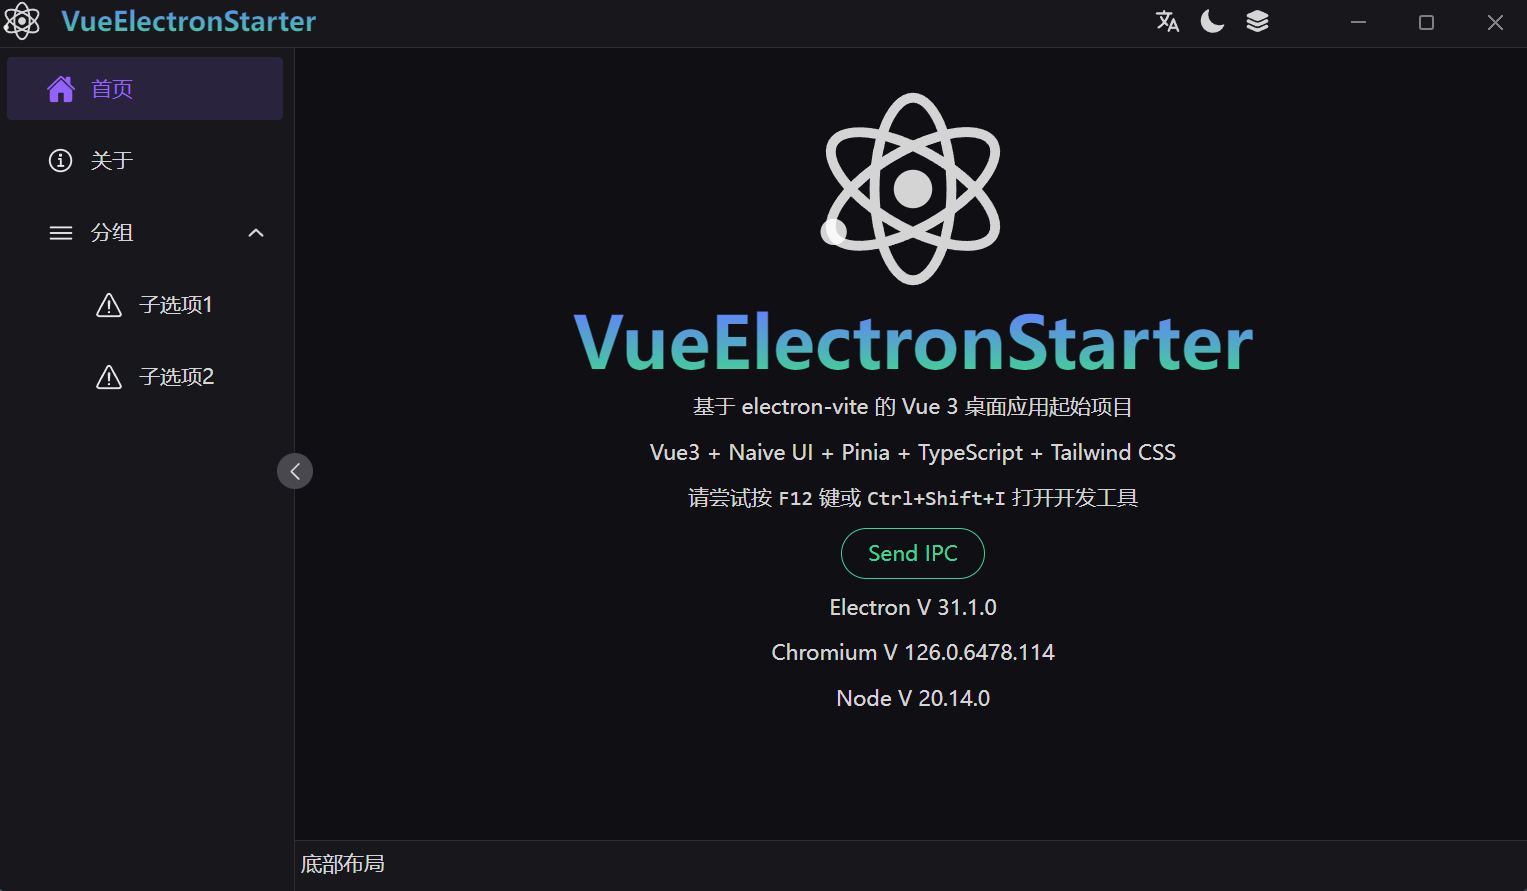 VueElectronStarter
首页
关于
分组
子选项1
子选项2
VueElectronStarter
基于 electron-vite 的 Vue 3 桌面应用起始项目
Vue3 + Naive UI + Pinia + TypeScript + Tailwind CSS
请尝试按 F12 键或 Ctrl+Shift+I 打开开发工具
Send IPC
Electron V 31.1.0
Chromium V 126.0.6478.114
Node V 20.14.0
底部布局